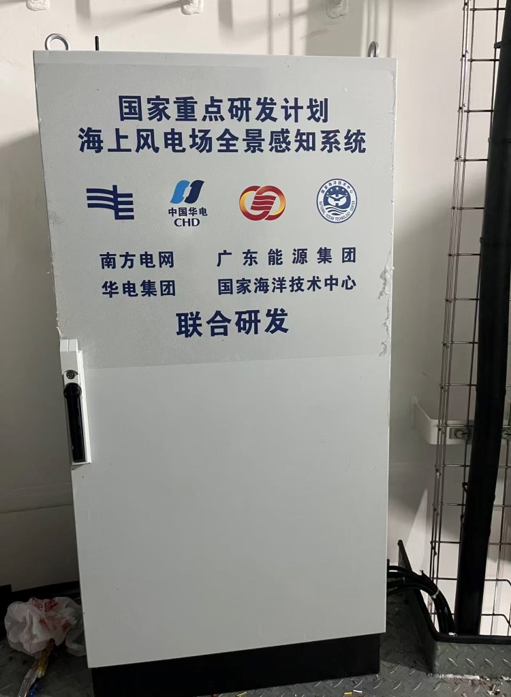 国家重点研发计划
海上风电场全景感知系统
中国华电
CHD
南方电网 广东能源集团
华电集团 国家海洋技术中心
联合研发